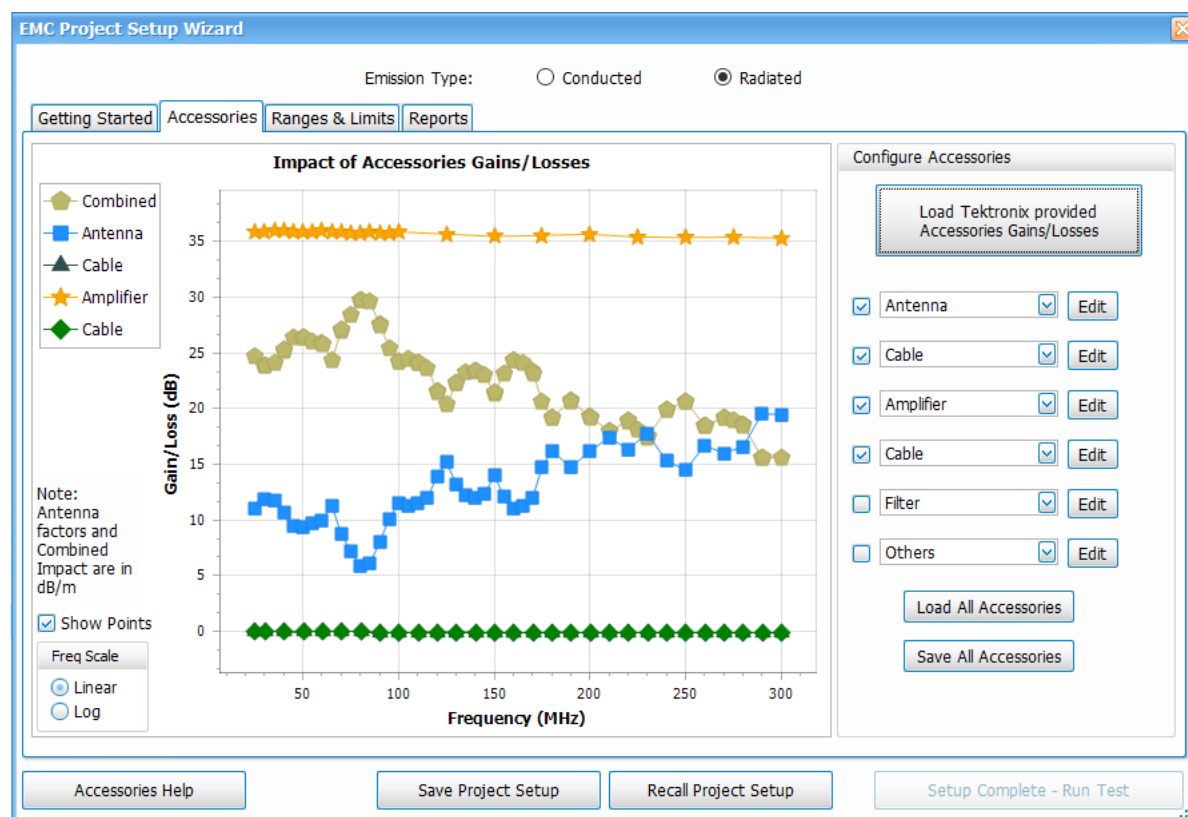 EMC Project Setup Wizard
Emission Type:
Conducted
Radiated
Getting Started
Accessories
Ranges & Limits
Reports
Impact of Accessories Gains/Losses
Combined
Antenna
Cable
Amplifier
Cable
Gain/Loss (dB)
35
30
25
20
15
10
5
0
50
100
150
200
250
300
Frequency (MHz)
Note:
Antenna
factors and
Combined
Impact are in
dB/m
Show Points
Freq Scale
Linear
Log
Configure Accessories
Load Tektronix provided
Accessories Gains/Losses
Antenna
Edit
Cable
Edit
Amplifier
Edit
Cable
Edit
Filter
Edit
Others
Edit
Load All Accessories
Save All Accessories
Accessories Help
Save Project Setup
Recall Project Setup
Setup Complete - Run Test